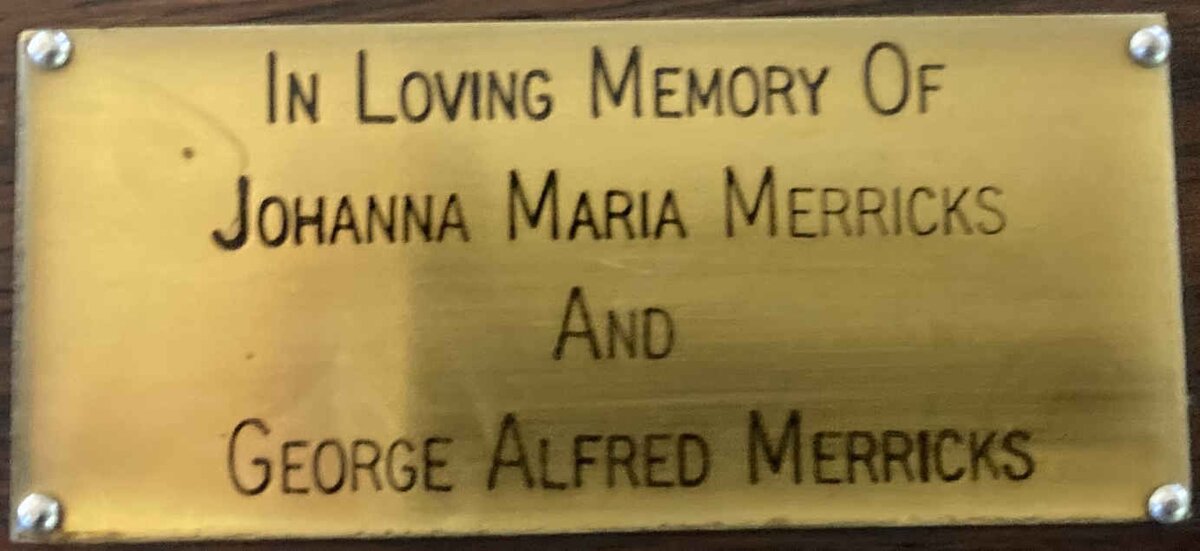 In Loving Memory Of
Johanna Maria Merricks
And
George Alfred Merricks